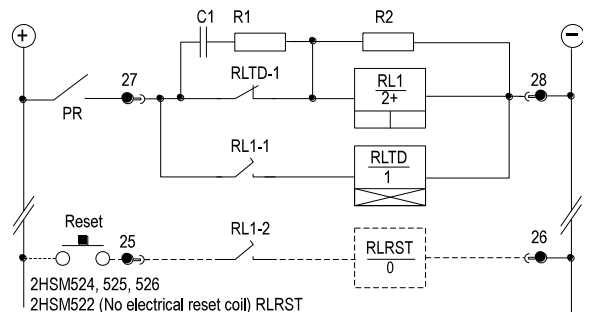 C1 R1 R2
+ −
27 RLTD-1 RL1 28
2+
PR
RL1-1 RLTD
1
Reset
25 RL1-2 RLRST 26
0
2HSM524, 525, 526
2HSM522 (No electrical reset coil) RLRST